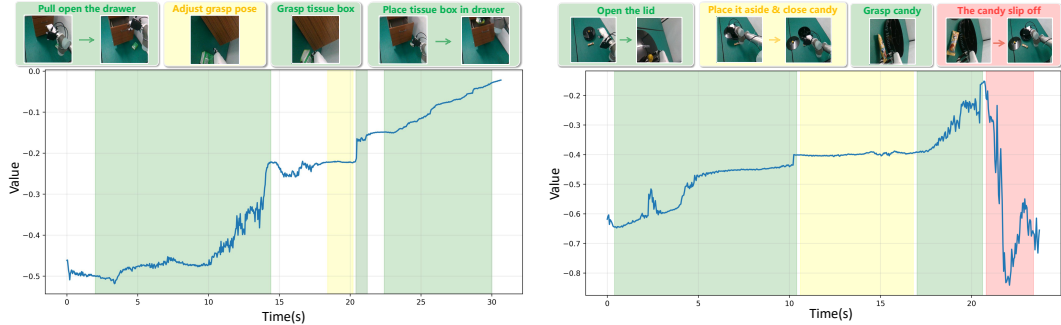 Pull open the drawer
Adjust grasp pose
Grasp tissue box
Place tissue box in drawer
0.0
−0.1
−0.2
−0.3
−0.4
−0.5
Value
0
5
10
15
20
25
30
Time(s)
Open the lid
Place it aside & close candy
Grasp candy
The candy slip off
−0.2
−0.3
−0.4
−0.5
−0.6
−0.7
−0.8
Value
0
5
10
15
20
Time(s)